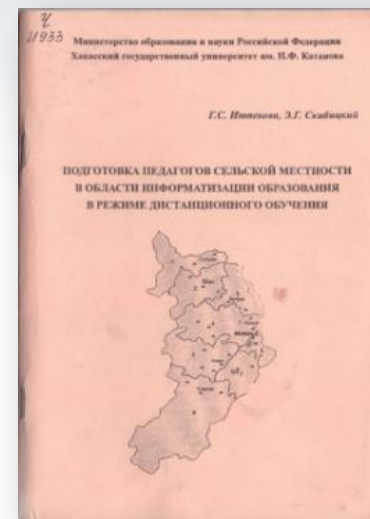 Ч
И933
Министерство образования и науки Российской Федерации
Хакасский государственный университет им. Н.Ф. Катанова
Г.С. Итпекова, Э.Г. Скибицкий
ПОДГОТОВКА ПЕДАГОГОВ СЕЛЬСКОЙ МЕСТНОСТИ
В ОБЛАСТИ ИНФОРМАТИЗАЦИИ ОБРАЗОВАНИЯ
В РЕЖИМЕ ДИСТАНЦИОННОГО ОБУЧЕНИЯ